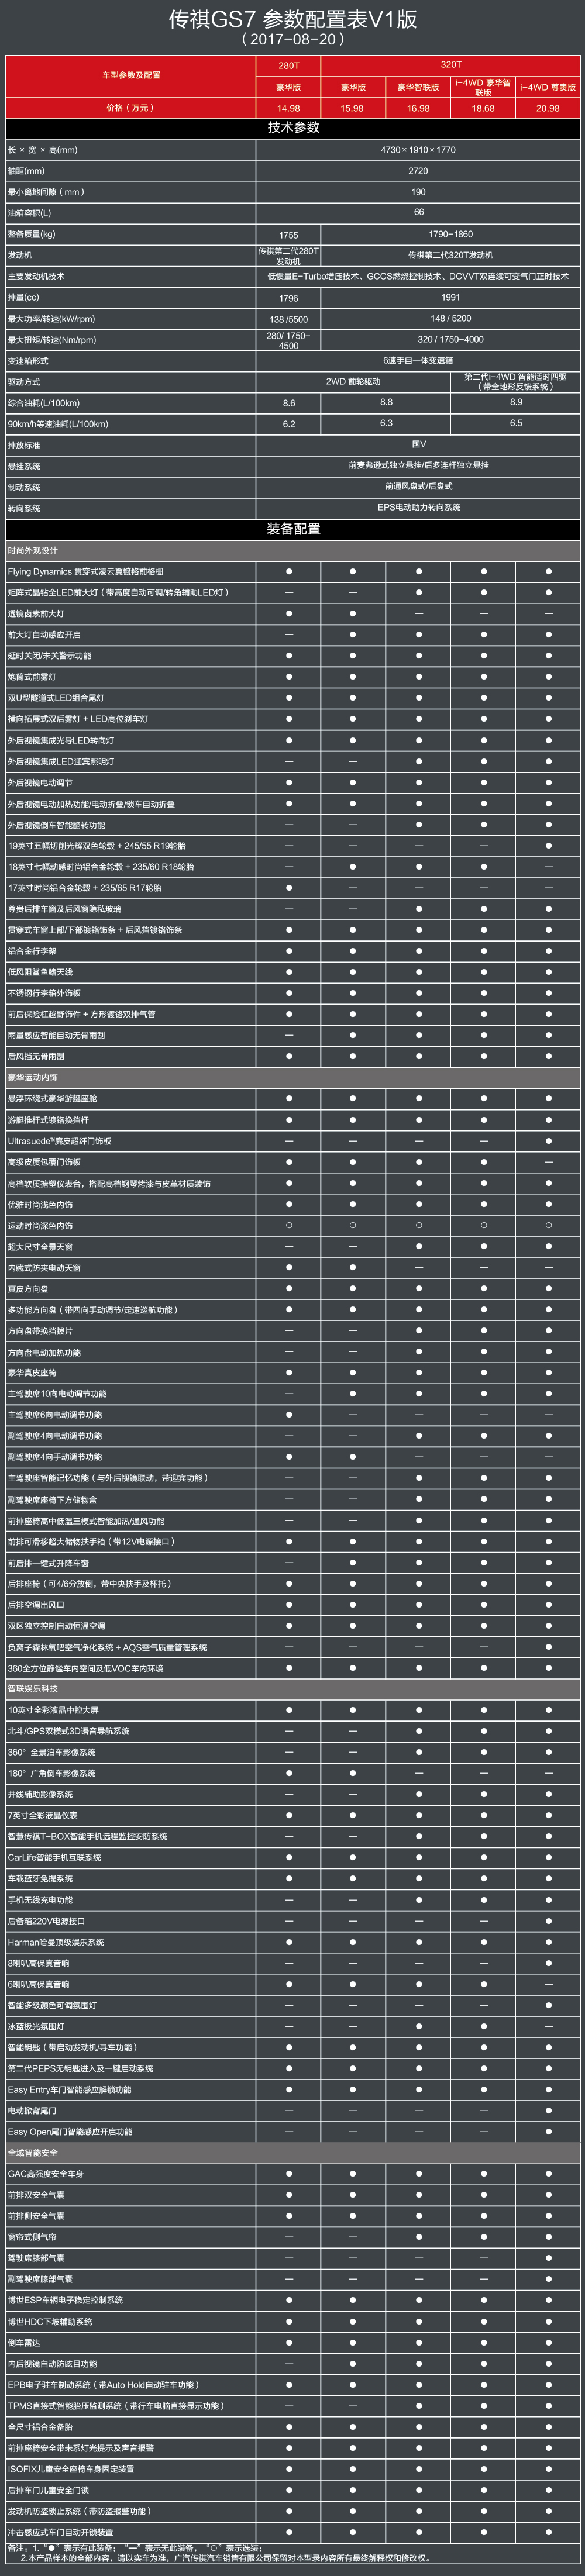 传祺GS7 参数配置表V1版
（2017-08-20）
车型参数及配置 280T 320T
豪华版 豪华版 豪华智联版 i-4WD 豪华智联版 i-4WD 尊贵版
价格（万元） 14.98 15.98 16.98 18.68 20.98
技术参数
长 × 宽 × 高(mm) 4730×1910×1770
轴距(mm) 2720
最小离地间隙（mm） 190
油箱容积(L) 66
整备质量(kg) 1755 1790-1860
发动机 传祺第二代280T发动机 传祺第二代320T发动机
主要发动机技术 低惯量E-Turbo增压技术、GCCS燃烧控制技术、DCVVT双连续可变气门正时技术
排量(cc) 1796 1991
最大功率/转速(kW/rpm) 138 /5500 148 / 5200
最大扭矩/转速(Nm/rpm) 280/ 1750-4500 320 / 1750-4000
变速箱形式 6速手自一体变速箱
驱动方式 2WD 前轮驱动 第二代i-4WD 智能适时四驱（带全地形反馈系统）
综合油耗(L/100km) 8.6 8.8 8.9
90km/h等速油耗(L/100km) 6.2 6.3 6.5
排放标准 国V
悬挂系统 前麦弗逊式独立悬挂/后多连杆独立悬挂
制动系统 前通风盘式/后盘式
转向系统 EPS电动助力转向系统
装备配置
时尚外观设计
Flying Dynamics 贯穿式凌云翼镀铬前格栅 ● ● ● ● ●
矩阵式晶钻全LED前大灯（带高度自动可调/转角辅助LED灯） — — ● ● ●
透镜卤素前大灯 ● ● — — —
前大灯自动感应开启 — ● ● ● ●
延时关闭/未关警示功能 ● ● ● ● ●
炮筒式前雾灯 ● ● ● ● ●
双U型隧道式LED组合尾灯 ● ● ● ● ●
横向拓展式双后雾灯 + LED高位刹车灯 ● ● ● ● ●
外后视镜集成光导LED转向灯 ● ● ● ● ●
外后视镜集成LED迎宾照明灯 — — ● ● ●
外后视镜电动调节 ● ● ● ● ●
外后视镜电动加热功能/电动折叠/锁车自动折叠 ● ● ● ● ●
外后视镜倒车智能翻转功能 — — ● ● ●
19英寸五幅切削光辉双色轮毂 + 245/55 R19轮胎 — — — — ●
18英寸七幅动感时尚铝合金轮毂 + 235/60 R18轮胎 — ● ● ● —
17英寸时尚铝合金轮毂 + 235/65 R17轮胎 ● — — — —
尊贵后排车窗及后风窗隐私玻璃 — — ● ● ●
贯穿式车窗上部/下部镀铬饰条 + 后风挡镀铬饰条 ● ● ● ● ●
铝合金行李架 ● ● ● ● ●
低风阻鲨鱼鳍天线 ● ● ● ● ●
不锈钢行李箱外饰板 ● ● ● ● ●
前后保险杠越野饰件 + 方形镀铬双排气管 ● ● ● ● ●
雨量感应智能自动无骨雨刮 — ● ● ● ●
后风挡无骨雨刮 ● ● ● ● ●
豪华运动内饰
悬浮环绕式豪华游艇座舱 ● ● ● ● ●
游艇推杆式镀铬换挡杆 ● ● ● ● ●
Ultrasuede™麂皮超纤门饰板 — — — — ●
高级皮质包覆门饰板 ● ● ● ● —
高档软质搪塑仪表台，搭配高档钢琴烤漆与皮革材质装饰 ● ● ● ● ●
优雅时尚浅色内饰 ● ● ● ● ●
运动时尚深色内饰 ○ ○ ○ ○ ○
超大尺寸全景天窗 — — ● ● ●
内藏式防夹电动天窗 ● ● — — —
真皮方向盘 ● ● ● ● ●
多功能方向盘（带四向手动调节/定速巡航功能） ● ● ● ● ●
方向盘带换挡拨片 — — ● ● ●
方向盘电动加热功能 — — ● ● ●
豪华真皮座椅 ● ● ● ● ●
主驾驶席10向电动调节功能 — ● ● ● ●
主驾驶席6向电动调节功能 ● — — — —
副驾驶席4向电动调节功能 — — ● ● ●
副驾驶席4向手动调节功能 ● ● — — —
主驾驶座智能记忆功能（与外后视镜联动，带迎宾功能） — — ● ● ●
副驾驶席座椅下方储物盒 — — ● ● ●
前排座椅高中低温三模式智能加热/通风功能 — — ● ● ●
前排可滑移超大储物扶手箱（带12V电源接口） ● ● ● ● ●
前后排一键式升降车窗 — ● ● ● ●
后排座椅（可4/6分放倒，带中央扶手及杯托） ● ● ● ● ●
后排空调出风口 ● ● ● ● ●
双区独立控制自动恒温空调 ● ● ● ● ●
负离子森林氧吧空气净化系统 + AQS空气质量管理系统 — — — — ●
360全方位静谧车内空间及低VOC车内环境 ● ● ● ● ●
智联娱乐科技
10英寸全彩液晶中控大屏 ● ● ● ● ●
北斗/GPS双模式3D语音导航系统 — — ● ● ●
360° 全景泊车影像系统 — — ● ● ●
180° 广角倒车影像系统 ● ● — — —
并线辅助影像系统 — — ● ● ●
7英寸全彩液晶仪表 ● ● ● ● ●
智慧传祺T-BOX智能手机远程监控安防系统 — — ● ● ●
CarLife智能手机互联系统 ● ● ● ● ●
车载蓝牙免提系统 ● ● ● ● ●
手机无线充电功能 — — ● ● ●
后备箱220V电源接口 — — — — ●
Harman哈曼顶级娱乐系统 ● ● ● ● ●
8喇叭高保真音响 — — — — ●
6喇叭高保真音响 ● ● ● ● —
智能多级颜色可调氛围灯 — — — — ●
冰蓝极光氛围灯 — — ● ● —
智能钥匙（带启动发动机/寻车功能） ● ● ● ● ●
第二代PEPS无钥匙进入及一键启动系统 ● ● ● ● ●
Easy Entry车门智能感应解锁功能 ● ● ● ● ●
电动掀背尾门 — — — — ●
Easy Open尾门智能感应开启功能 — — — — ●
全域智能安全
GAC高强度安全车身 ● ● ● ● ●
前排双安全气囊 ● ● ● ● ●
前排侧安全气囊 ● ● ● ● ●
窗帘式侧气帘 — — ● ● ●
驾驶席膝部气囊 — — — — ●
副驾驶席膝部气囊 — — — — ●
博世ESP车辆电子稳定控制系统 ● ● ● ● ●
博世HDC下坡辅助系统 ● ● ● ● ●
倒车雷达 ● ● ● ● ●
内后视镜自动防眩目功能 — ● ● ● ●
EPB电子驻车制动系统（带Auto Hold自动驻车功能） ● ● ● ● ●
TPMS直接式智能胎压监测系统（带行车电脑直接显示功能） — — ● ● ●
全尺寸铝合金备胎 ● ● ● ● ●
前排座椅安全带未系灯光提示及声音报警 ● ● ● ● ●
ISOFIX儿童安全座椅车身固定装置 ● ● ● ● ●
后排车门儿童安全门锁 ● ● ● ● ●
发动机防盗锁止系统（带防盗报警功能） ● ● ● ● ●
冲击感应式车门自动开锁装置 ● ● ● ● ●
备注：1.“●”表示有此装备；“—”表示无此装备，“○”表示选装；
2.本产品样本的全部内容，请以实车为准，广汽传祺汽车销售有限公司保留对本型录内容所有最终解释权和修改权。